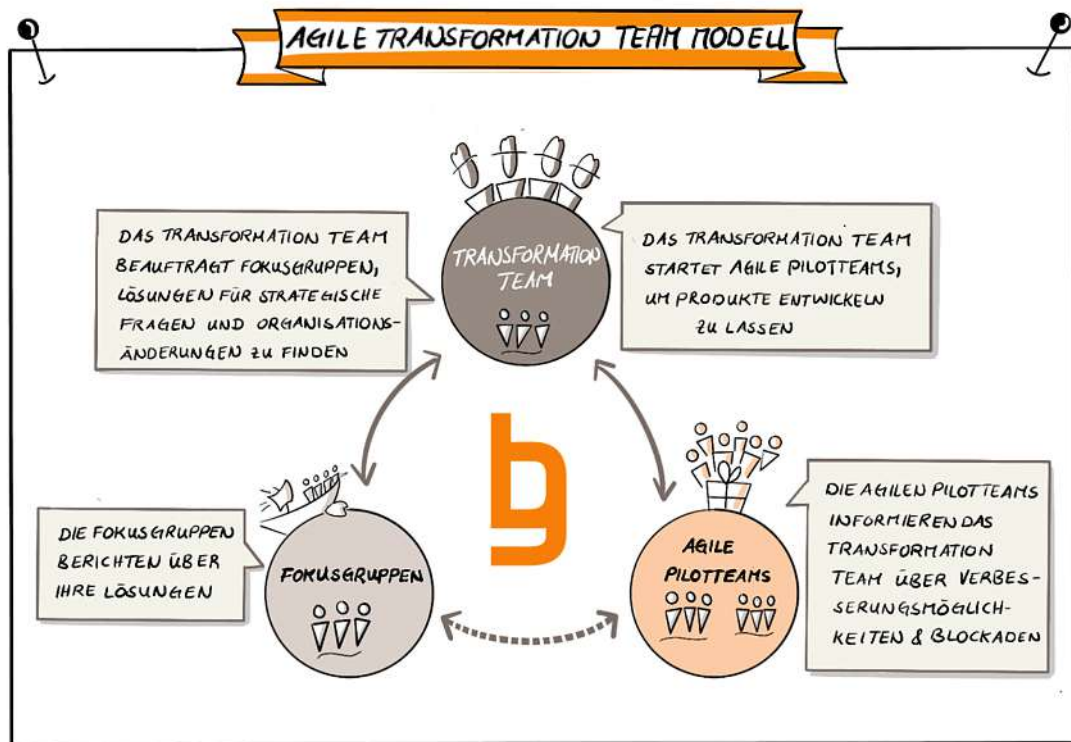 AGILE TRANSFORMATION TEAM MODELL
DAS TRANSFORMATION TEAM
BEAUFTRAGT FOKUSGRUPPEN,
LÖSUNGEN FÜR STRATEGISCHE
FRAGEN UND ORGANISATIONS-
ÄNDERUNGEN ZU FINDEN
TRANSFORMATION
TEAM
DAS TRANSFORMATION TEAM
STARTET AGILE PILOTTEAMS,
UM PRODUKTE ENTWICKELN
ZU LASSEN
DIE FOKUSGRUPPEN
BERICHTEN ÜBER
IHRE LÖSUNGEN
FOKUSGRUPPEN
AGILE
PILOTTEAMS
DIE AGILEN PILOTTEAMS
INFORMIEREN DAS
TRANSFORMATION
TEAM ÜBER VERBES-
SERUNGSMÖGLICH-
KEITEN & BLOCKADEN